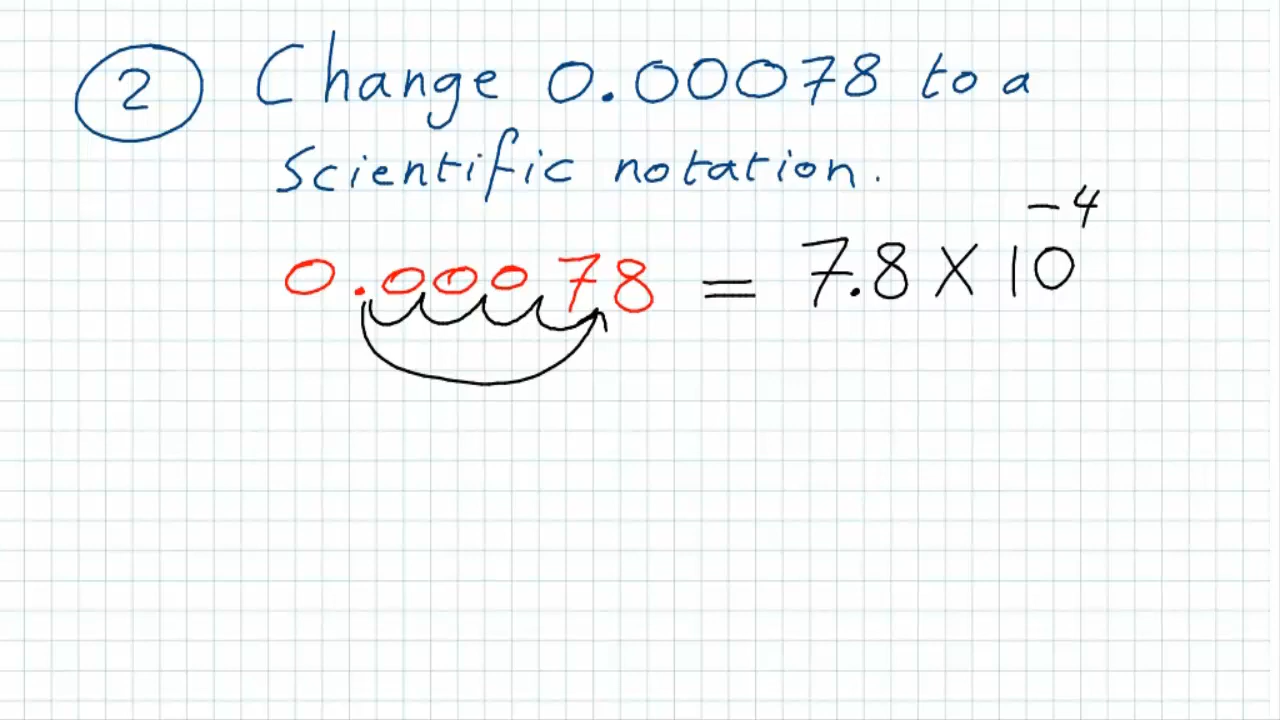 2 Change 0.00078 to a
scientific notation.
0.00078 = 7.8 X 10⁻⁴